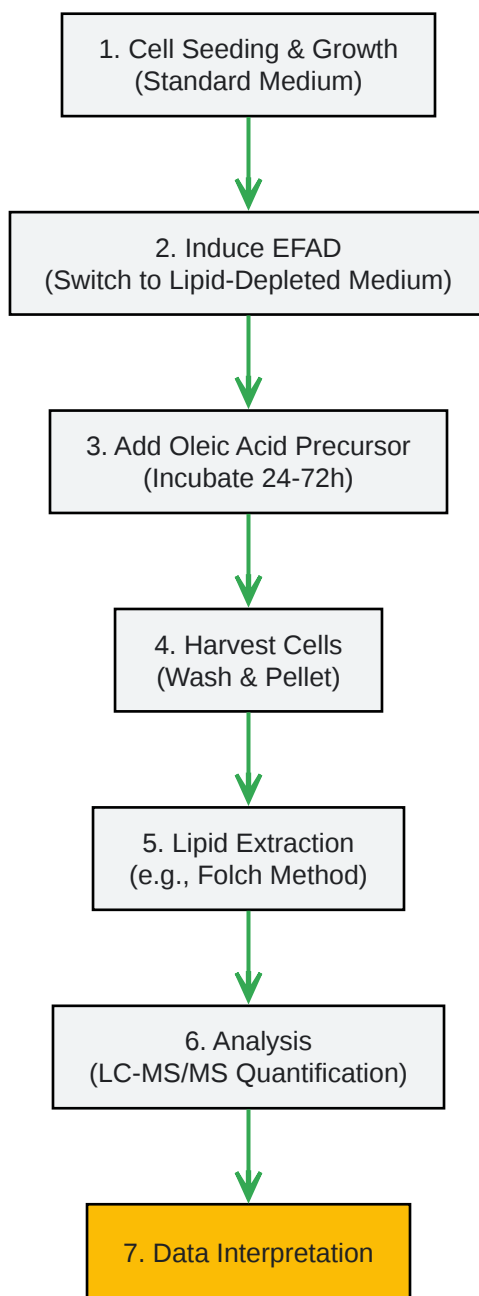 1. Cell Seeding & Growth
(Standard Medium)
2. Induce EFAD
(Switch to Lipid-Depleted Medium)
3. Add Oleic Acid Precursor
(Incubate 24-72h)
4. Harvest Cells
(Wash & Pellet)
5. Lipid Extraction
(e.g., Folch Method)
6. Analysis
(LC-MS/MS Quantification)
7. Data Interpretation